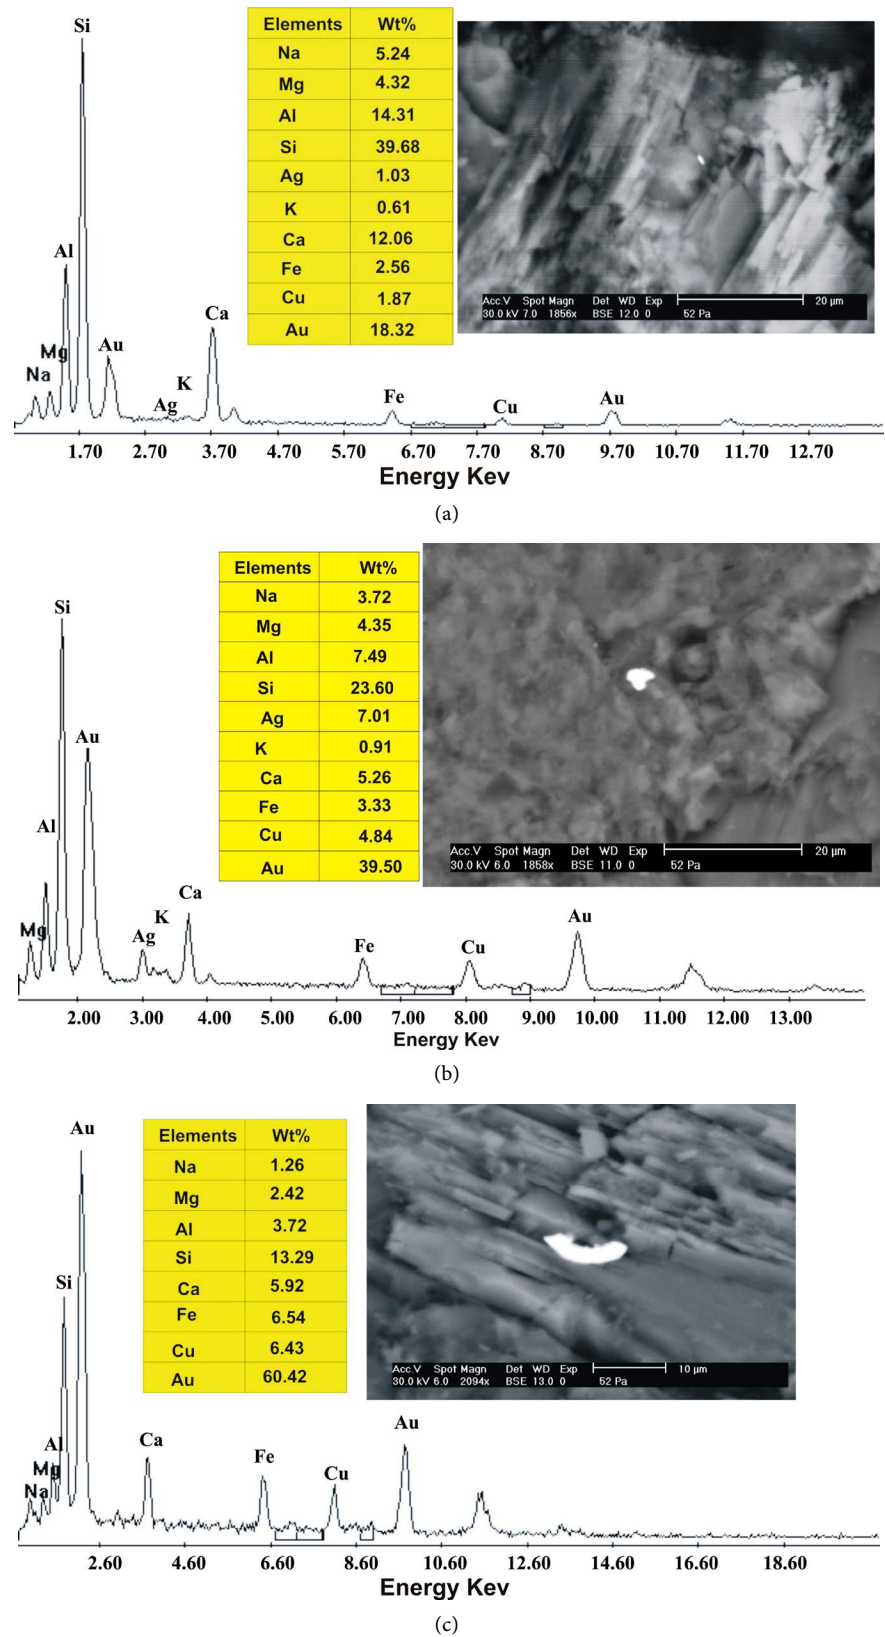 Si
Elements Wt%
Na 5.24
Mg 4.32
Al 14.31
Si 39.68
Ag 1.03
K 0.61
Ca 12.06
Fe 2.56
Cu 1.87
Au 18.32
Acc.V Spot Magn Det WD Exp 20 µm
30.0 kV 7.0 1856x BSE 12.0 0 52 Pa
Al
Ca
Au
Mg
Na
K
Ag
Fe
Cu
Au
1.70 2.70 3.70 4.70 5.70 6.70 7.70 8.70 9.70 10.70 11.70 12.70
Energy Kev
(a)
Elements Wt%
Na 3.72
Mg 4.35
Al 7.49
Si 23.60
Ag 7.01
K 0.91
Ca 5.26
Fe 3.33
Cu 4.84
Au 39.50
Acc.V Spot Magn Det WD Exp 20 µm
30.0 kV 6.0 1858x BSE 11.0 0 52 Pa
Si
Au
Al
Mg
Ca
K
Ag
Fe
Cu
Au
2.00 3.00 4.00 6.00 7.00 8.00 9.00 10.00 11.00 12.00 13.00
Energy Kev
(b)
Au
Elements Wt%
Na 1.26
Mg 2.42
Al 3.72
Si 13.29
Ca 5.92
Fe 6.54
Cu 6.43
Au 60.42
Acc.V Spot Magn Det WD Exp 10 µm
30.0 kV 6.0 2094x BSE 13.0 0 52 Pa
Si
Al
Mg
Na
Ca
Fe
Cu
Au
2.60 4.60 6.60 8.60 10.60 12.60 14.60 16.60 18.60
Energy Kev
(c)